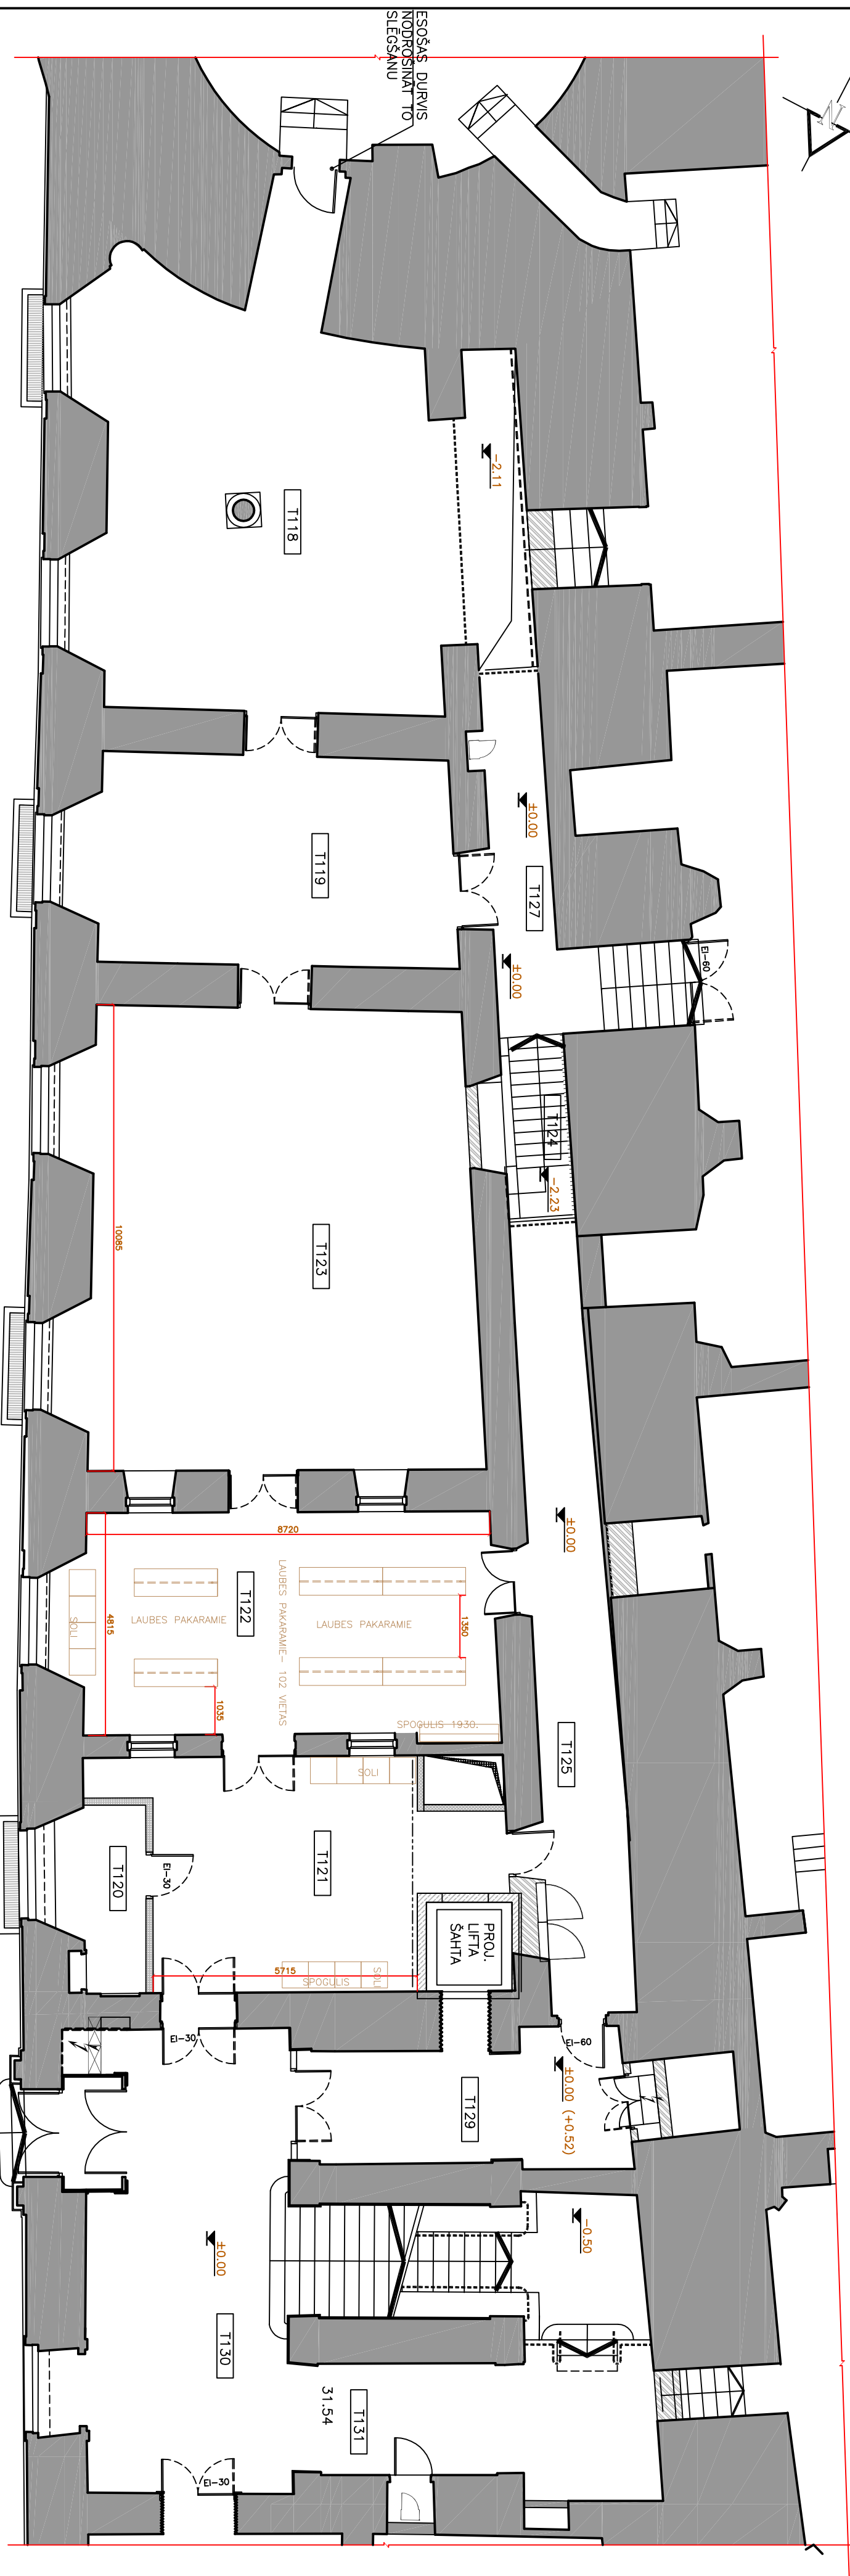 ESOŠĀS DURVIS
NODROŠINĀT TO
SLĒGŠANU
N
-2.11
T118
±0.00
T119
T127
EI-60
±0.00
T124
-2.23
T123
10085
±0.00
8720
T122
LAUBES PAKARAMIE
LAUBES PAKARAMIE
LAUBES PAKARAMIE- 102 VIETAS
1350
SOLI
4815
1035
SPOGULIS 1930.
T125
SOLI
T121
T120
EI-30
PROJ.
LIFTA
ŠAHTA
5715
SPOGULIS
SOLI
EI-30
EI-60
±0.00 (+0.52)
T129
-0.50
±0.00
T130
T131
31.54
EI-30